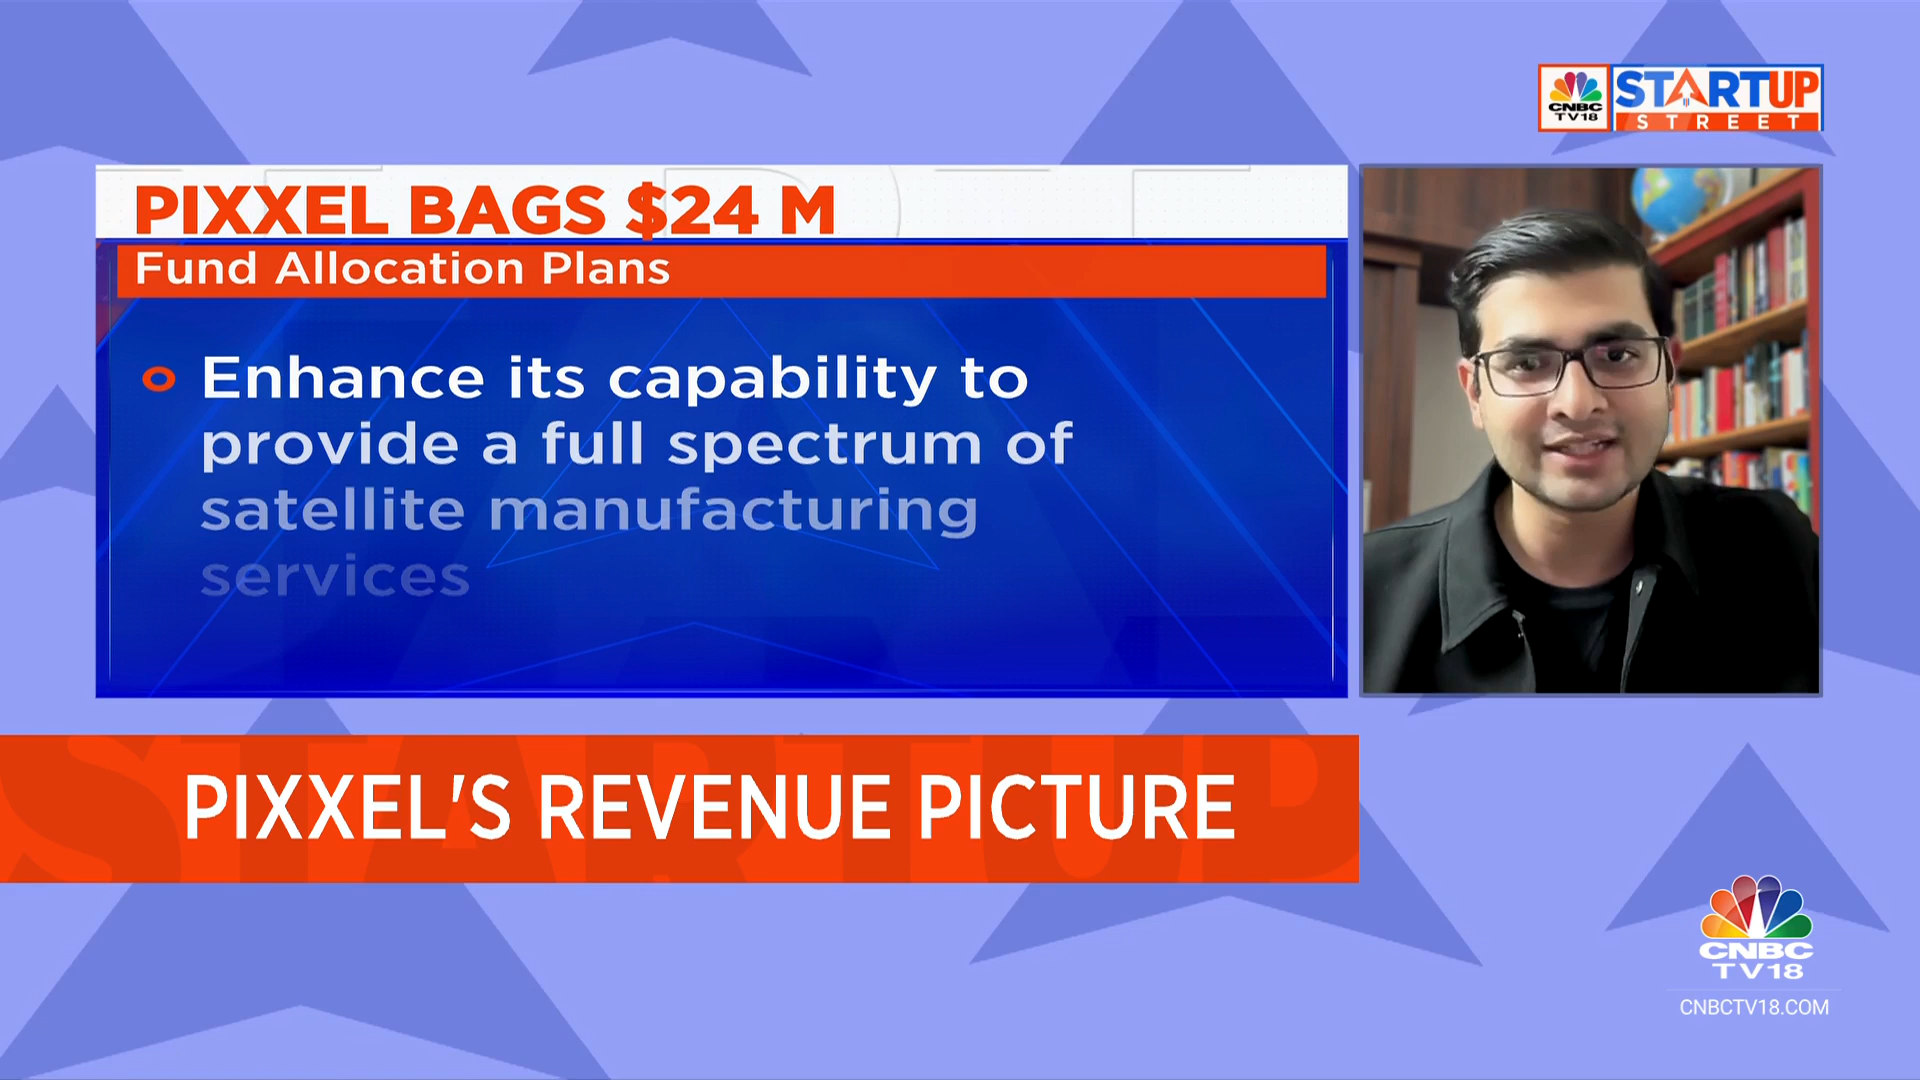 CNBC
TV18
STARTUP
STREET
PIXXEL BAGS $24 M
Fund Allocation Plans
o Enhance its capability to
provide a full spectrum of
satellite manufacturing
services
PIXXEL'S REVENUE PICTURE
CNBC
TV18
CNBCTV18.COM